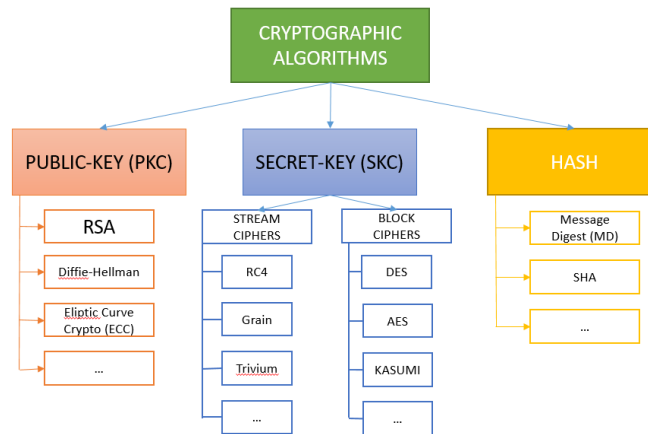 CRYPTOGRAPHIC
ALGORITHMS
PUBLIC-KEY (PKC)
SECRET-KEY (SKC)
HASH
RSA
Diffie-Hellman
Eliptic Curve
Crypto (ECC)
...
STREAM
CIPHERS
RC4
Grain
Trivium
...
BLOCK
CIPHERS
DES
AES
KASUMI
...
Message
Digest (MD)
SHA
...